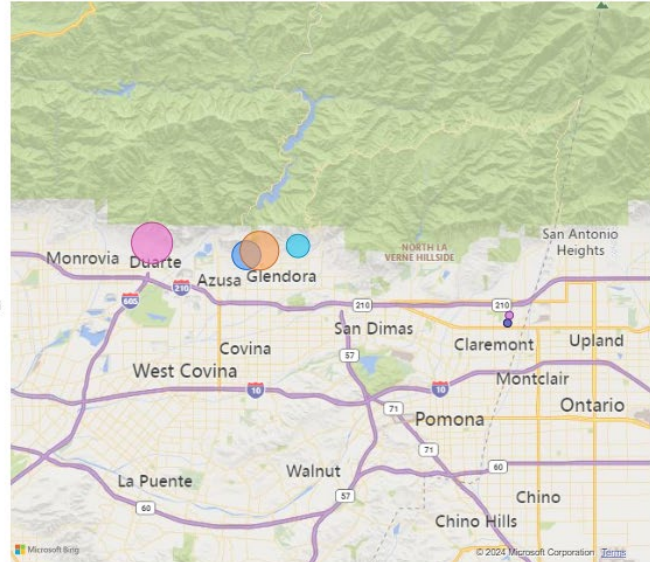 San Antonio
Heights
NORTH LA
VERNE HILLSIDE
Monrovia
Duarte
Azusa
Glendora
605
210
210
210
San Dimas
Claremont
Upland
Covina
57
West Covina
Montclair
10
10
71
Ontario
Pomona
71
La Puente
Walnut
60
57
60
Chino
Chino Hills
Microsoft Bing
© 2024 Microsoft Corporation
Terms